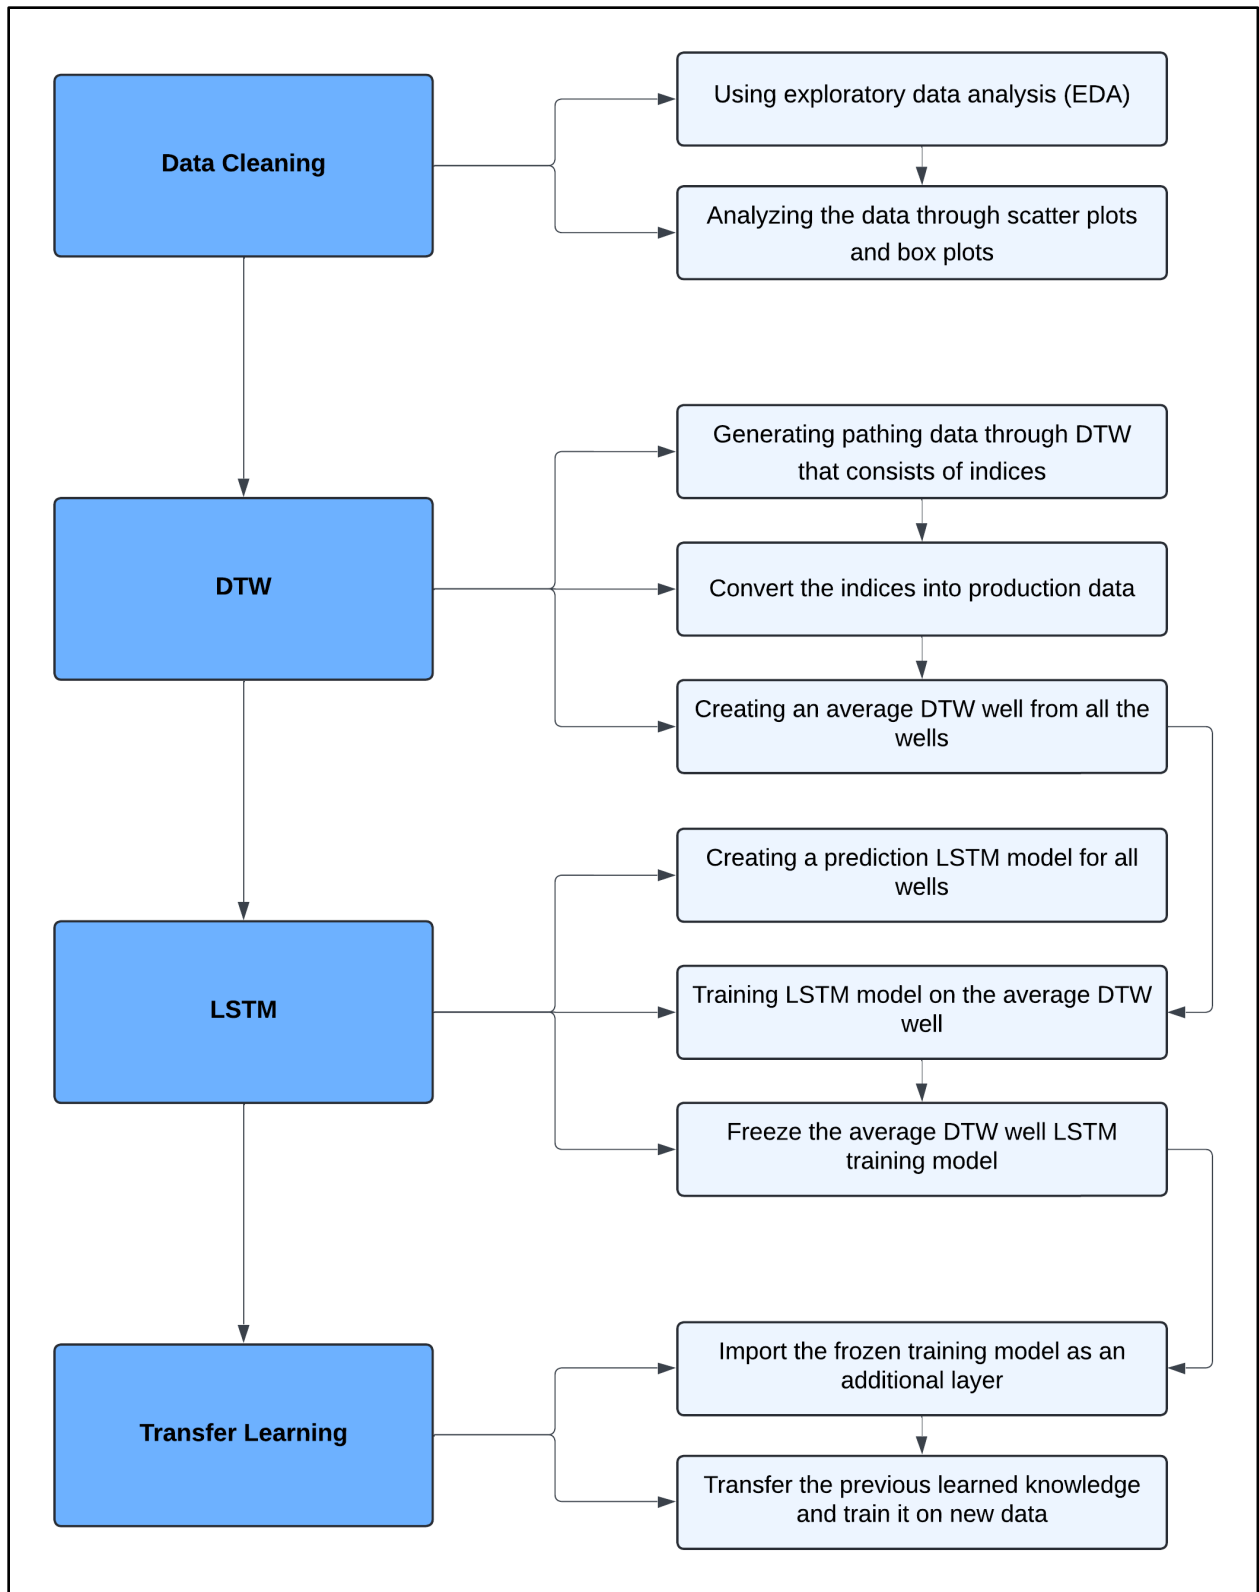 Data Cleaning
Using exploratory data analysis (EDA)
Analyzing the data through scatter plots
and box plots
DTW
Generating pathing data through DTW
that consists of indices
Convert the indices into production data
Creating an average DTW well from all the
wells
LSTM
Creating a prediction LSTM model for all
wells
Training LSTM model on the average DTW
well
Freeze the average DTW well LSTM
training model
Transfer Learning
Import the frozen training model as an
additional layer
Transfer the previous learned knowledge
and train it on new data